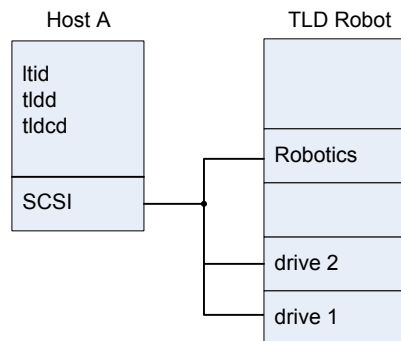 Host A
ltid
tldd
tldcd
SCSI
TLD Robot
Robotics
drive 2
drive 1